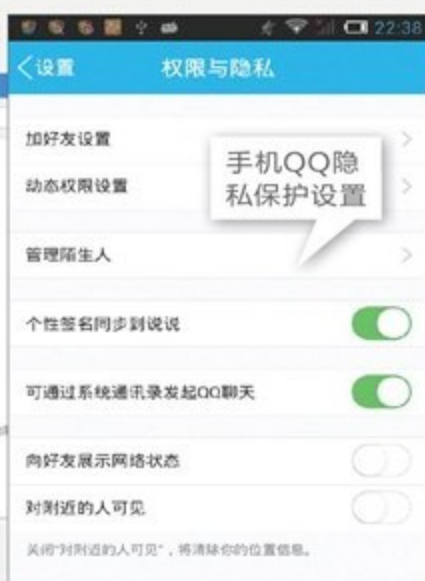 22:38
设置
权限与隐私
加好友设置
手机QQ隐
私保护设置
动态权限设置
管理陌生人
个性签名同步到说说
可通过系统通讯录发起QQ聊天
向好友展示网络状态
对附近的人可见
关闭"对附近的人可见"，将清除你的位置信息。